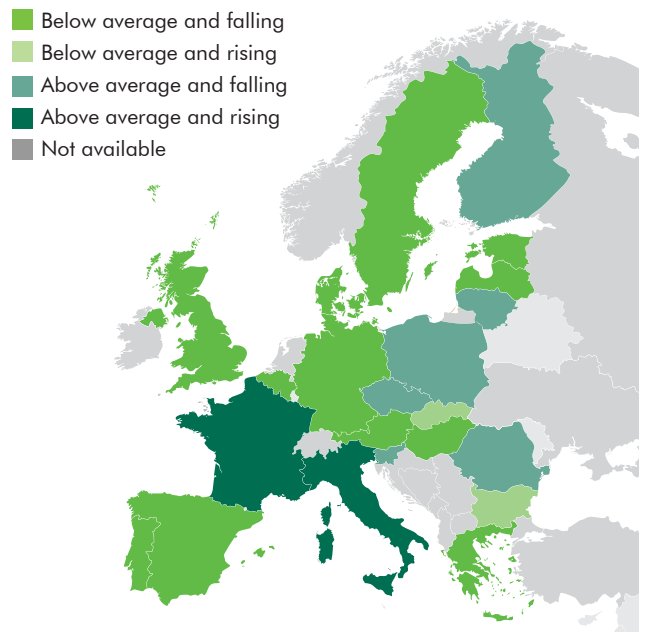 Below average and falling
Below average and rising
Above average and falling
Above average and rising
Not available